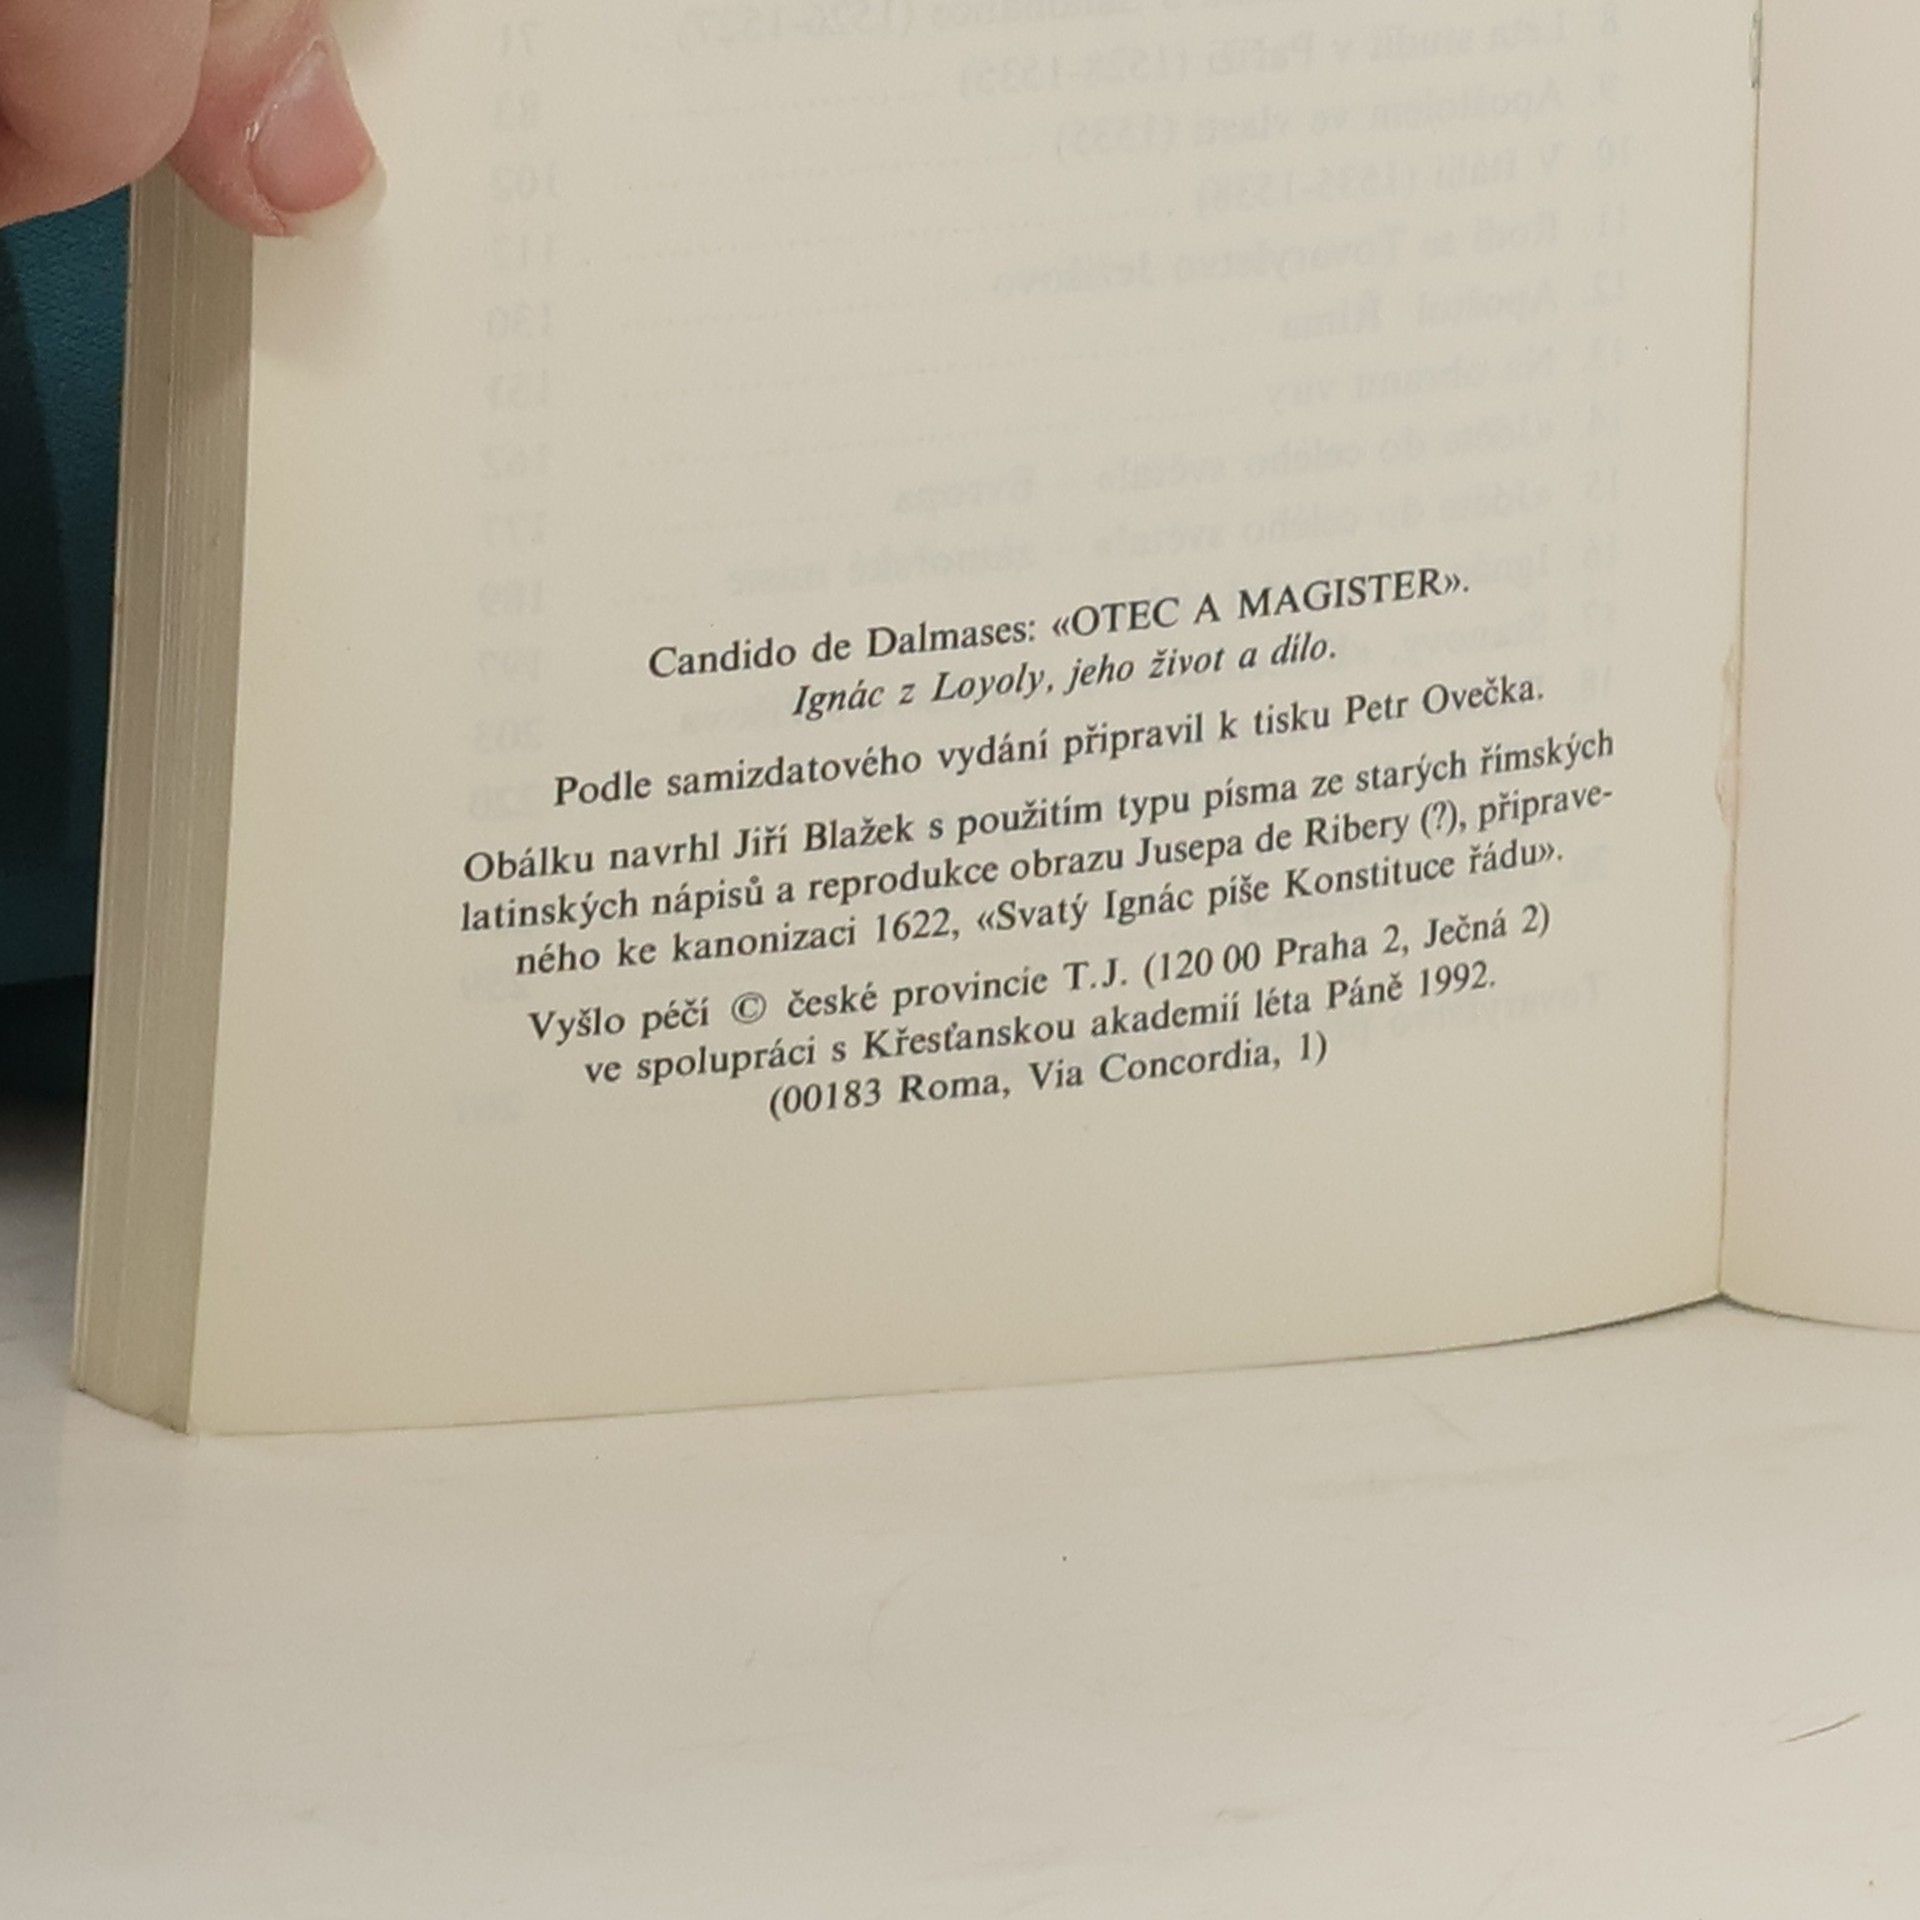 Candido de Dalmases: «OTEC A MAGISTER».
Ignác z Loyoly, jeho život a dílo.
Podle samizdatového vydání připravil k tisku Petr Ovečka.
Obálku navrhl Jiří Blažek s použitím typu písma ze starých římských
latinských nápisů a reprodukce obrazu Jusepa de Ribery (?), připrave-
ného ke kanonizaci 1622, «Svatý Ignác píše Konstituce řádu».
Vyšlo péčí © české provincie T.J. (120 00 Praha 2, Ječná 2)
ve spolupráci s Křesťanskou akademií léta Páně 1992.
(00183 Roma, Via Concordia, 1)